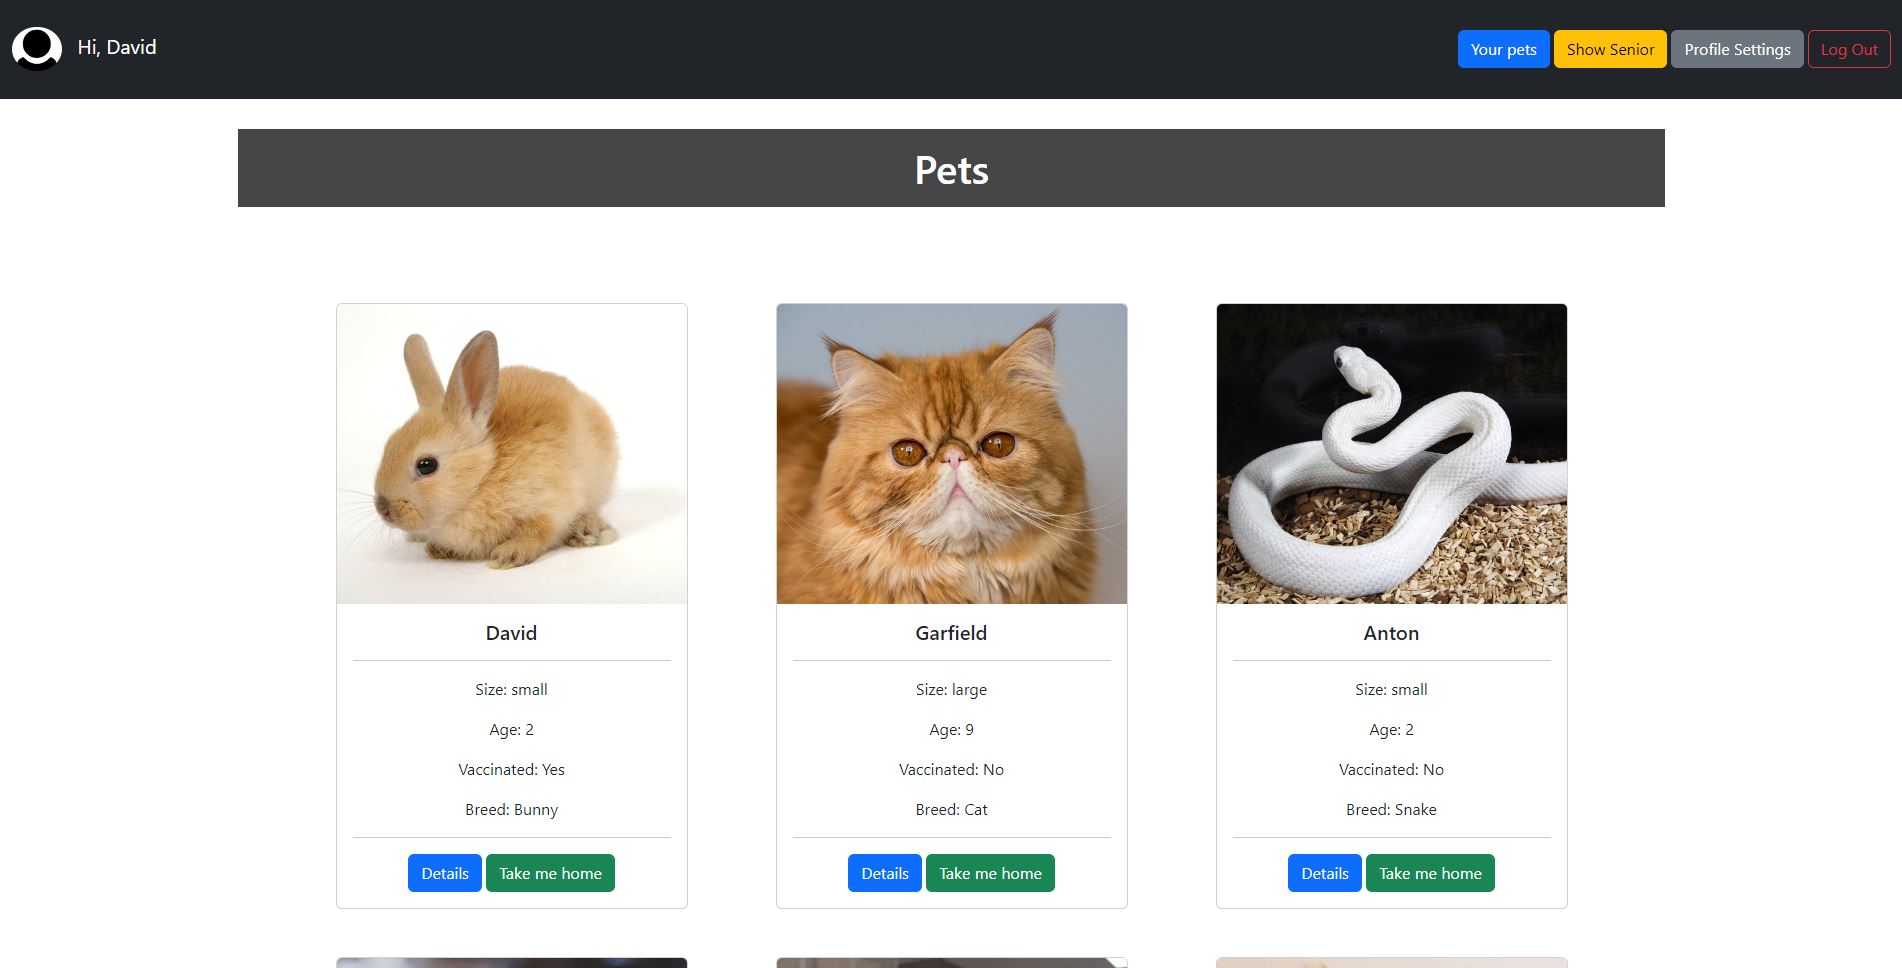 Hi, David
Your pets
Show Senior
Profile Settings
Log Out
Pets
David
Size: small
Age: 2
Vaccinated: Yes
Breed: Bunny
Details
Take me home
Garfield
Size: large
Age: 9
Vaccinated: No
Breed: Cat
Details
Take me home
Anton
Size: small
Age: 2
Vaccinated: No
Breed: Snake
Details
Take me home